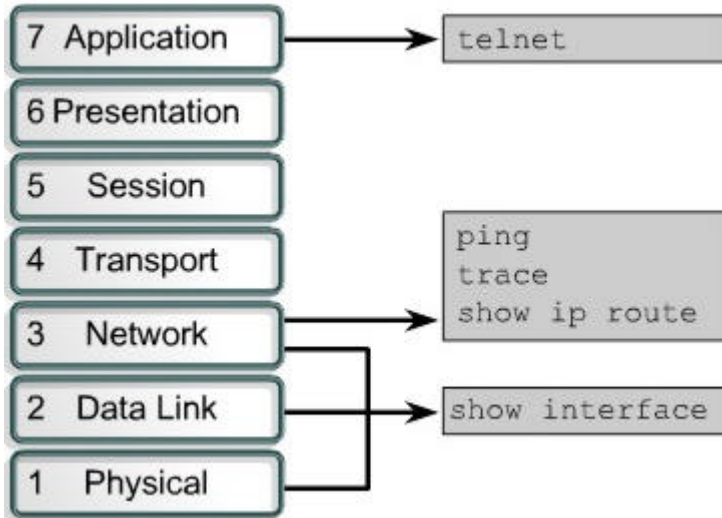 7 Application
telnet
6 Presentation
5 Session
4 Transport
ping
trace
show ip route
3 Network
2 Data Link
show interface
1 Physical